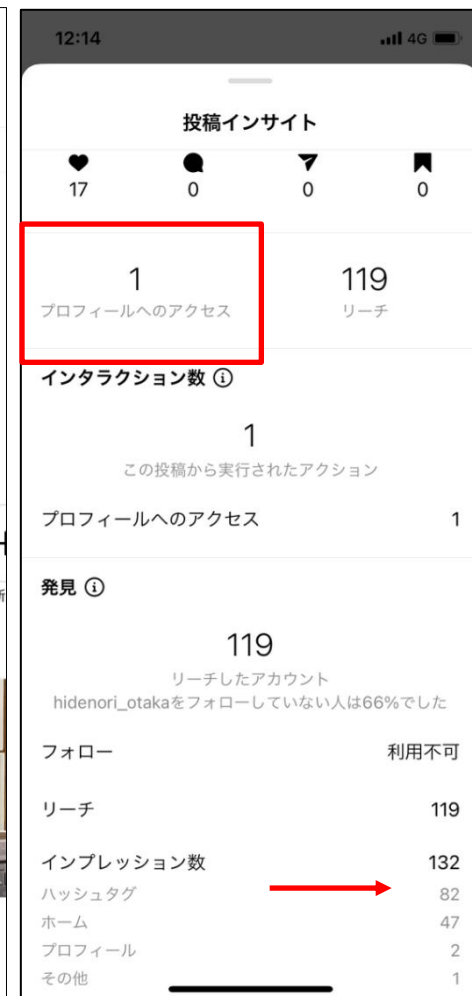 12:14
4G
投稿インサイト
17
0
0
0
1
プロフィールへのアクセス
119
リーチ
インタラクション数
1
この投稿から実行されたアクション
プロフィールへのアクセス 1
発見
119
リーチしたアカウント
hidenori_otakaをフォローしていない人は66%でした
フォロー 利用不可
リーチ 119
インプレッション数 132
ハッシュタグ 82
ホーム 47
プロフィール 2
その他 1